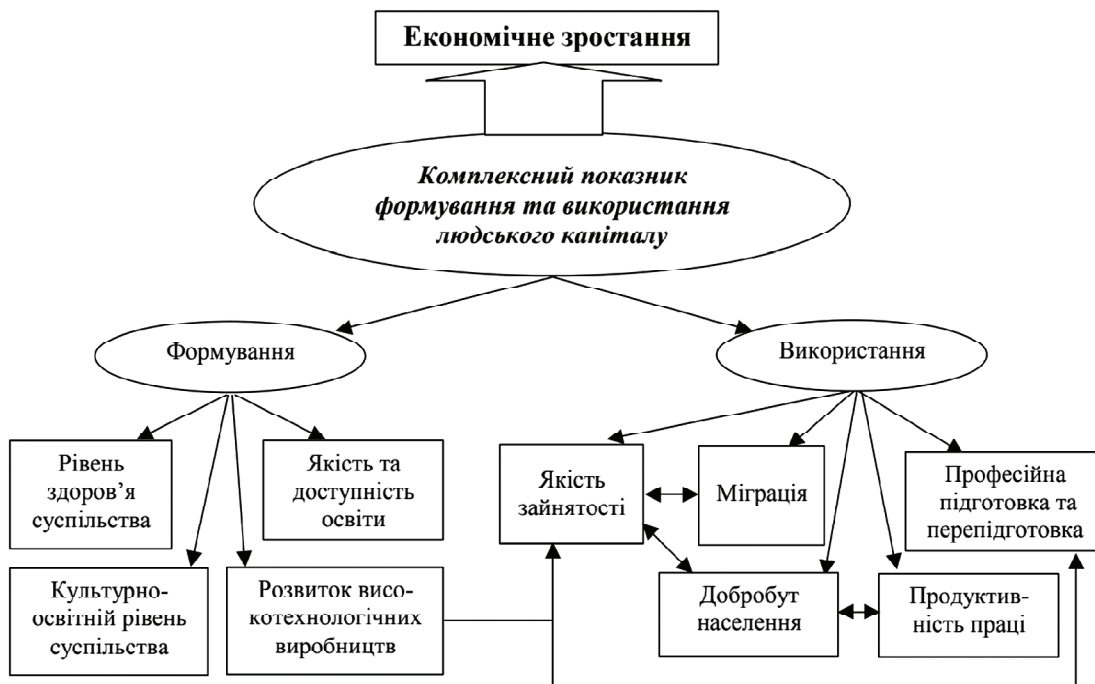 Економічне зростання
Комплексний показник
формування та використання
людського капіталу
Формування
Використання
Рівень
здоров’я
суспільства
Якість та
доступність
освіти
Якість
зайнятості
Міграція
Професійна
підготовка та
перепідготовка
Культурно-
освітній рівень
суспільства
Розвиток висо-
котехнологічних
виробництв
Добробут
населення
Продуктив-
ність праці